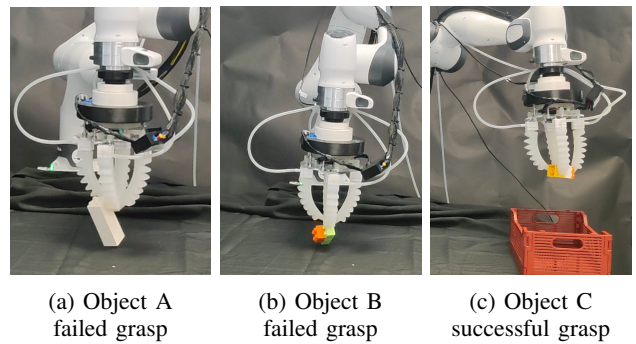 (a) Object A
failed grasp
(b) Object B
failed grasp
(c) Object C
successful grasp